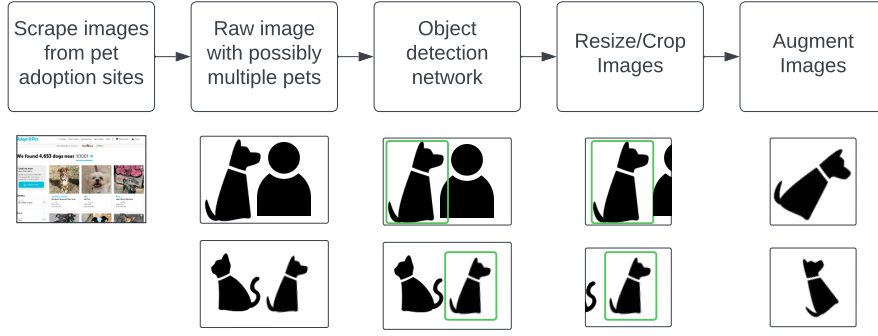 Scrape images
from pet
adoption sites
Raw image
with possibly
multiple pets
Object
detection
network
Resize/Crop
Images
Augment
Images
We found 4,653 dogs near